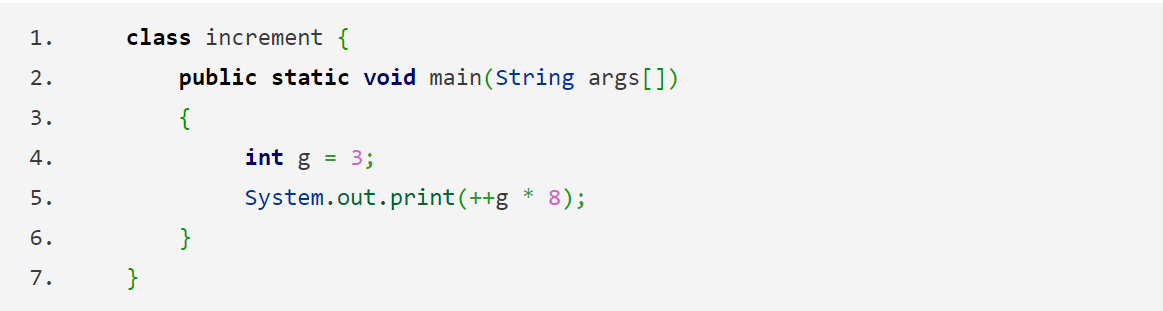 1. class increment {
2. public static void main(String args[])
3. {
4. int g = 3;
5. System.out.print(++g * 8);
6. }
7. }